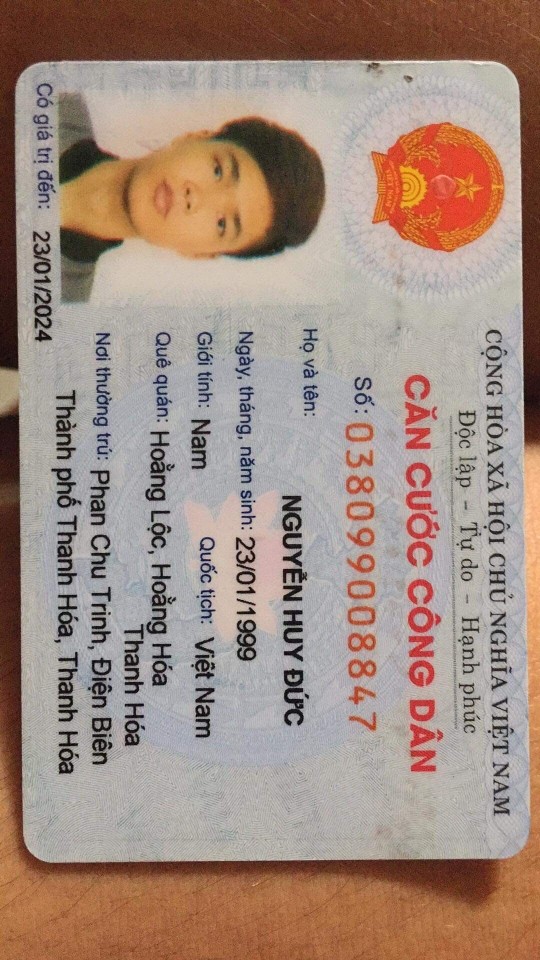 CỘNG HÒA XÃ HỘI CHỦ NGHĨA VIỆT NAM
Độc lập - Tự do - Hạnh phúc
CĂN CƯỚC CÔNG DÂN
Số: 038099008847
Họ và tên:
NGUYỄN HUY ĐỨC
Ngày, tháng, năm sinh: 23/01/1999
Giới tính: Nam Quốc tịch: Việt Nam
Quê quán: Hoằng Lộc, Hoằng Hóa
Thanh Hóa
Nơi thường trú: Phan Chu Trinh, Điện Biên
Thành phố Thanh Hóa, Thanh Hóa
Có giá trị đến: 23/01/2024